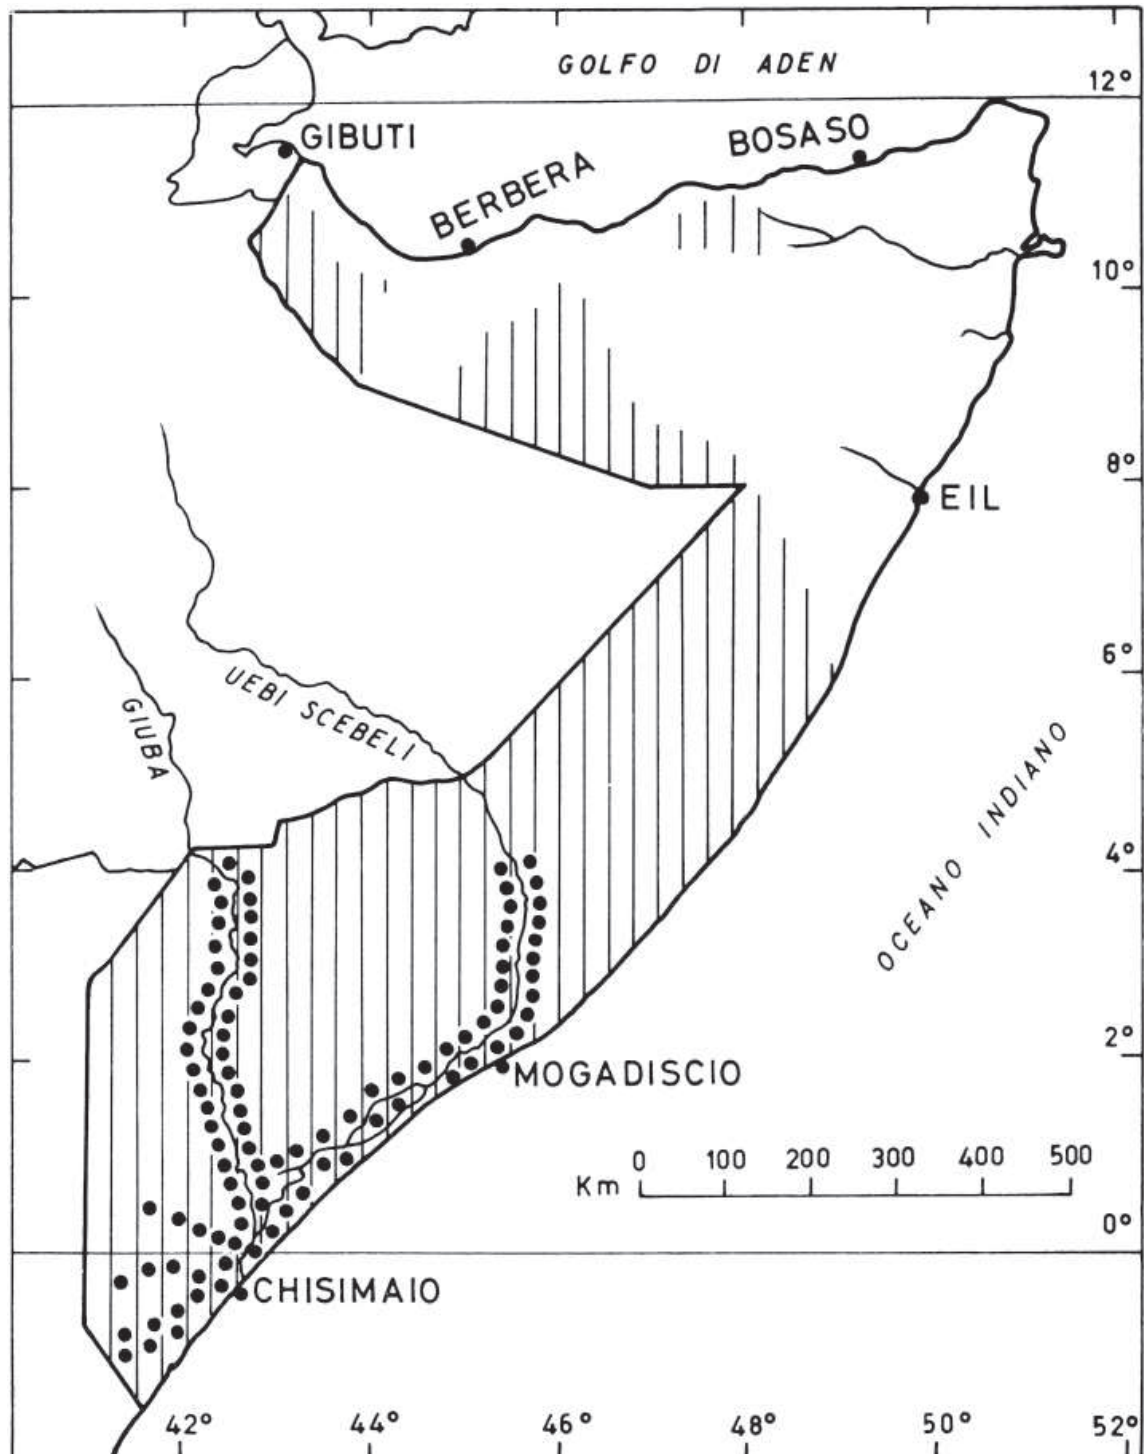 GOLFO DI ADEN
12°
GIBUTI
BOSASO
BERBERA
10°
8°
EIL
6°
UEBI SCEBELI
GIUBA
OCEANO INDIANO
4°
2°
MOGADISCIO
0 100 200 300 400 500
Km
0°
CHISIMAIO
42° 44° 46° 48° 50° 52°